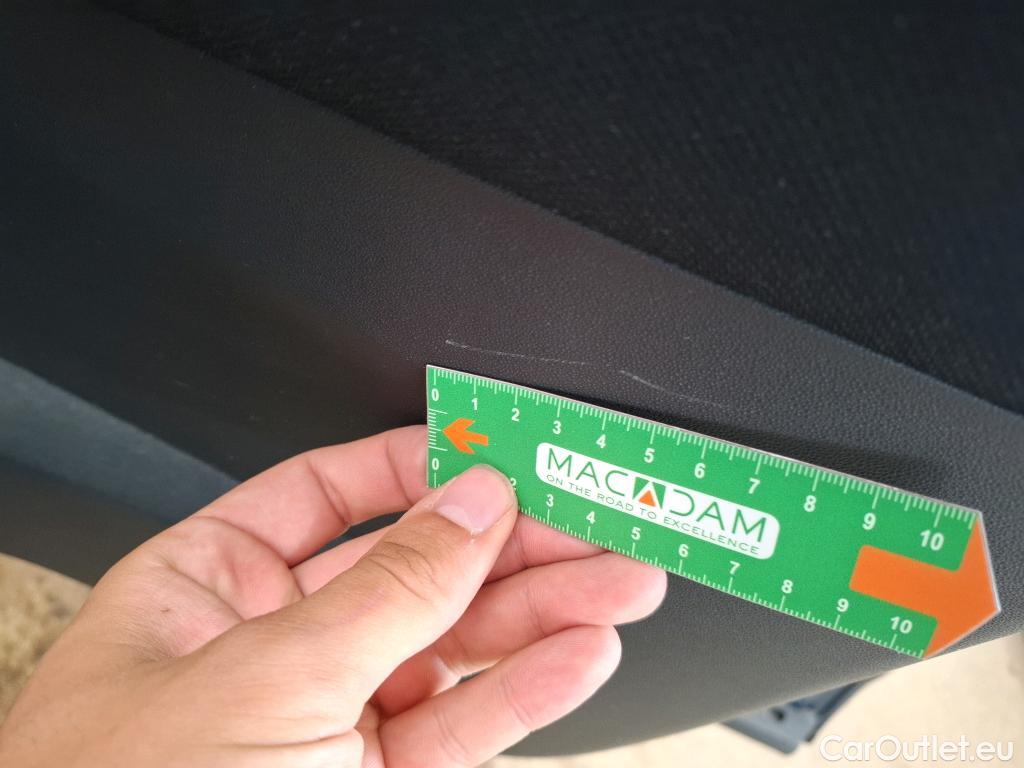 0 1 2 3 4 5 6 7 8 9 10
MACADAM
ON THE ROAD TO EXCELLENCE
0 2 3 4 5 6 7 8 9 10
CarOutlet.eu